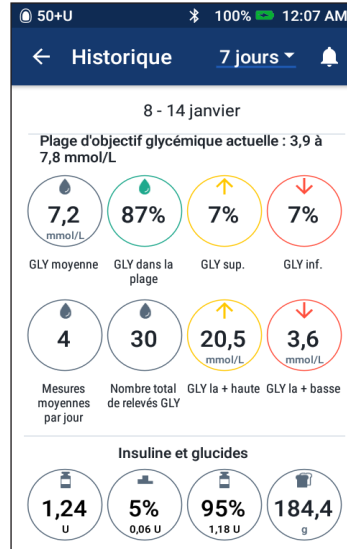 50+U 100% 12:07 AM
Historique 7 jours
8 - 14 janvier
Plage d'objectif glycémique actuelle : 3,9 à
7,8 mmol/L
7,2 87% 7% 7%
mmol/L
GLY moyenne GLY dans la plage GLY sup. GLY inf.
4 30 20,5 3,6
mmol/L mmol/L
Mesures moyennes par jour Nombre total de relevés GLY GLY la + haute GLY la + basse
Insuline et glucides
1,24 5% 95% 184,4
U 0,06 U 1,18 U g